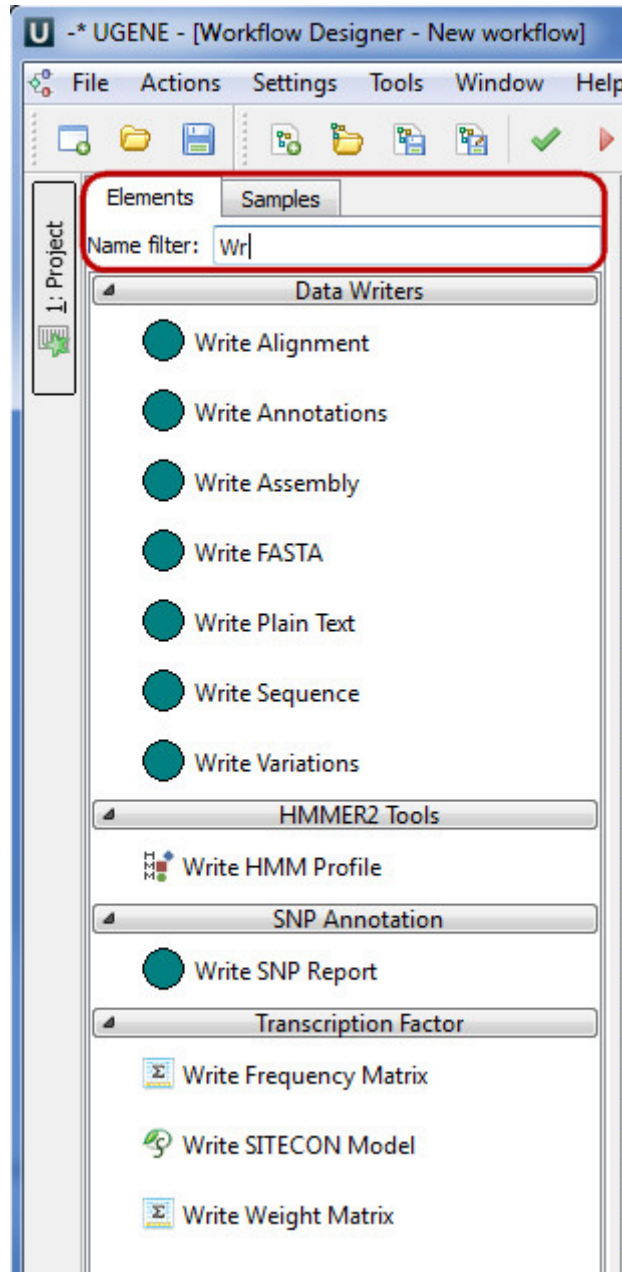 U -* UGENE - [Workflow Designer - New workflow]
File Actions Settings Tools Window Help
Elements Samples
1: Project
Name filter: Wr
Data Writers
Write Alignment
Write Annotations
Write Assembly
Write FASTA
Write Plain Text
Write Sequence
Write Variations
HMMER2 Tools
HMM Write HMM Profile
SNP Annotation
Write SNP Report
Transcription Factor
Σ Write Frequency Matrix
Write SITECON Model
Σ Write Weight Matrix